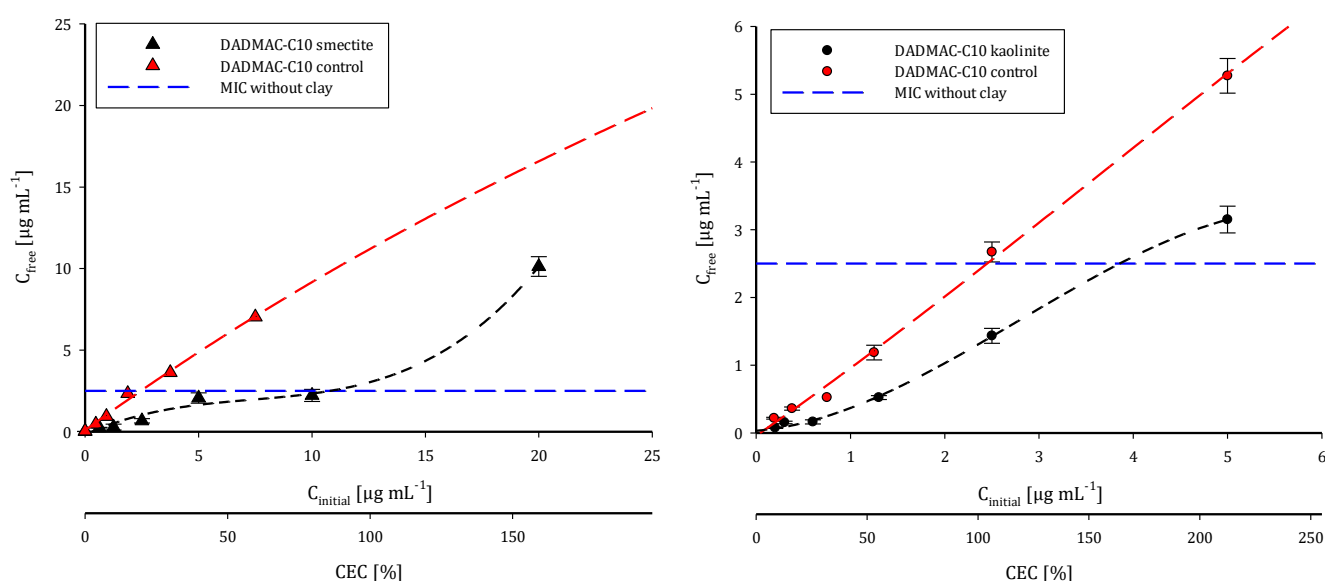 25
20
15
10
5
0
C_free [µg mL⁻¹]
DADMAC-C10 smectite
DADMAC-C10 control
MIC without clay
0 5 10 15 20 25
C_initial [µg mL⁻¹]
0 50 100 150
CEC [%]
6
5
4
3
2
1
0
C_free [µg mL⁻¹]
DADMAC-C10 kaolinite
DADMAC-C10 control
MIC without clay
0 1 2 3 4 5 6
C_initial [µg mL⁻¹]
0 50 100 150 200 250
CEC [%]